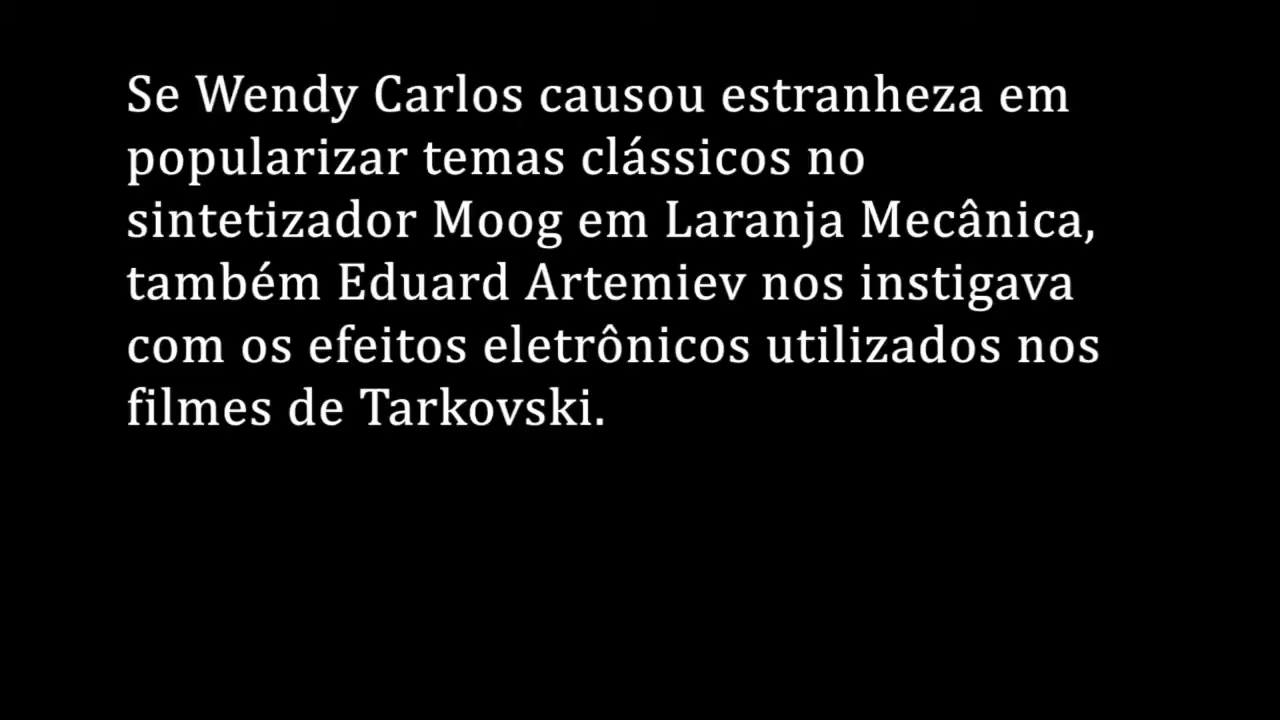 Se Wendy Carlos causou estranheza em
popularizar temas clássicos no
sintetizador Moog em Laranja Mecânica,
também Eduard Artemiev nos instigava
com os efeitos eletrônicos utilizados nos
filmes de Tarkovski.